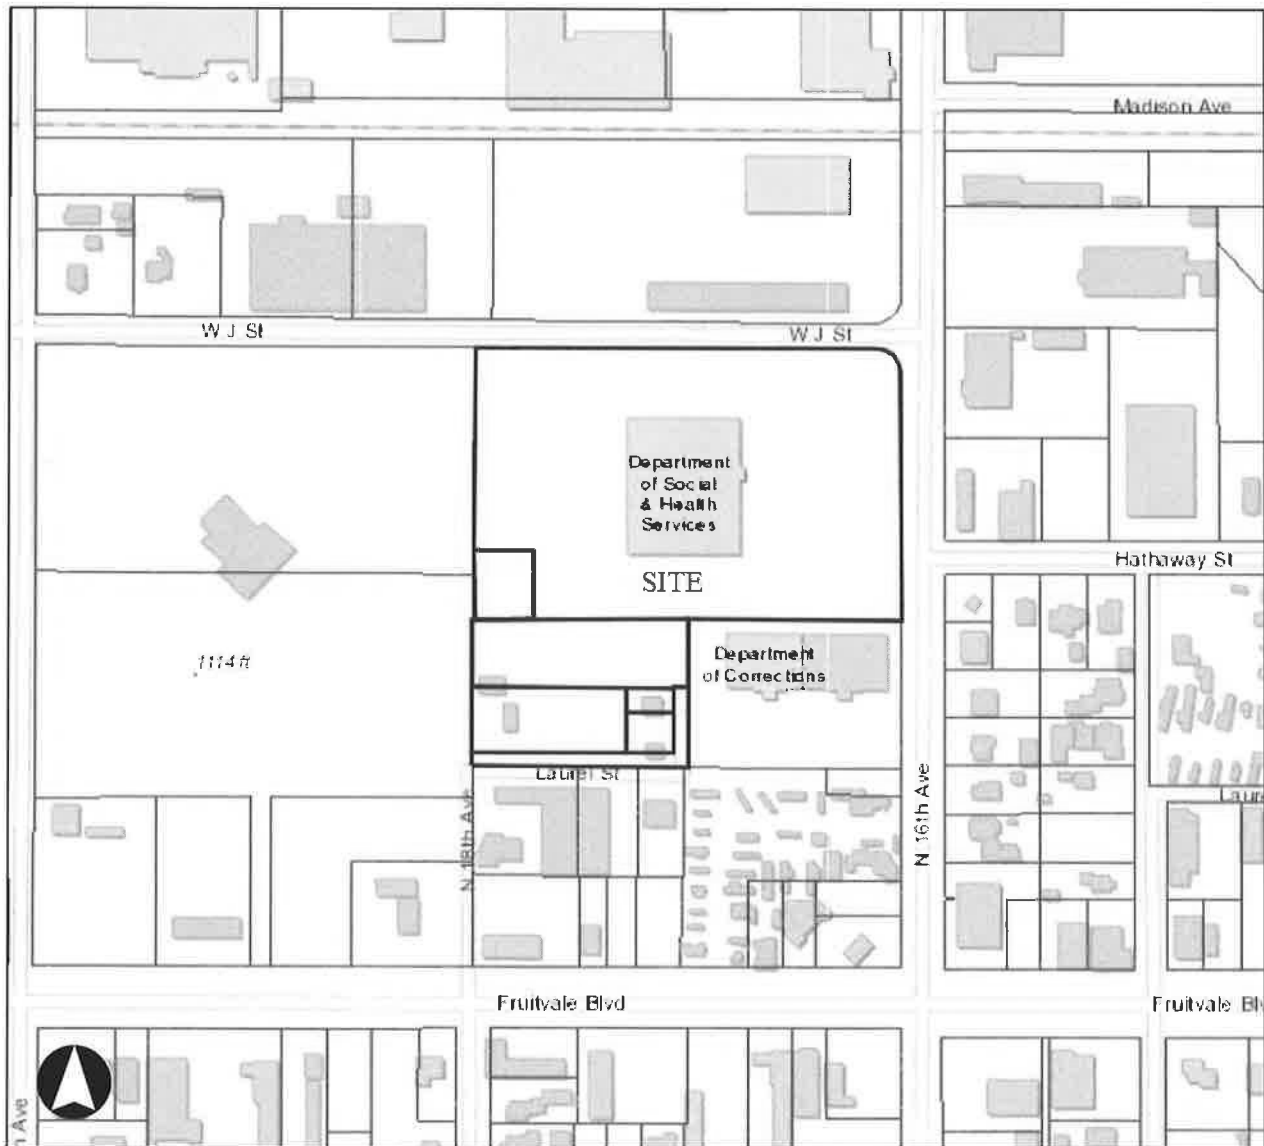 Madison Ave
W J St
W J St
Department
of Social
& Health
Services
Hathaway St
SITE
1114 ft
Department
of Corrections
Laurel St
N 18th Ave
N 16th Ave
Fruitvale Blvd
Fruitvale Blv
Ave